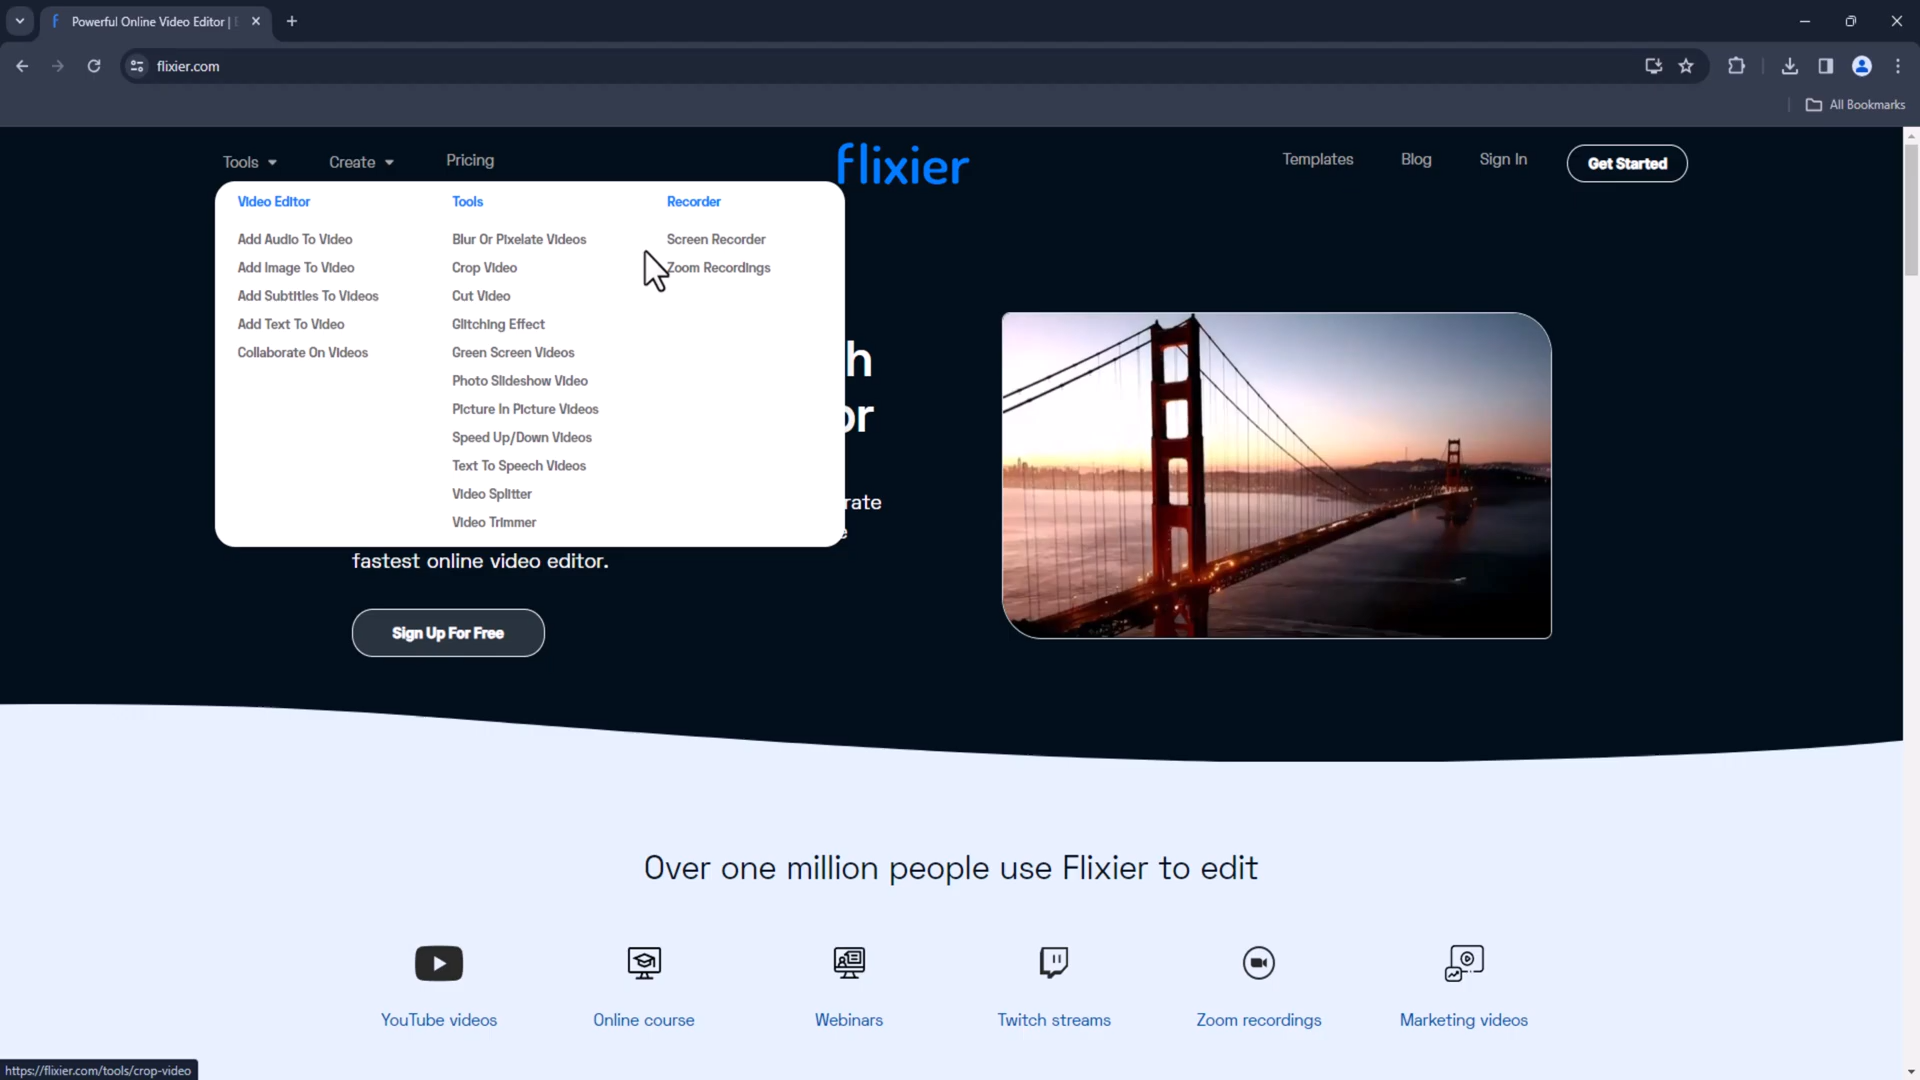 Powerful Online Video Editor |
flixier.com
All Bookmarks
Tools
Create
Pricing
flixier
Templates
Blog
Sign In
Get Started
Video Editor
Add Audio To Video
Add Image To Video
Add Subtitles To Videos
Add Text To Video
Collaborate On Videos
Tools
Blur Or Pixelate Videos
Crop Video
Cut Video
Glitching Effect
Green Screen Videos
Photo Slideshow Video
Picture In Picture Videos
Speed Up/Down Videos
Text To Speech Videos
Video Splitter
Video Trimmer
Recorder
Screen Recorder
Zoom Recordings
h
or
rate
e
fastest online video editor.
Sign Up For Free
Over one million people use Flixier to edit
YouTube videos
Online course
Webinars
Twitch streams
Zoom recordings
Marketing videos
https://flixier.com/tools/crop-video